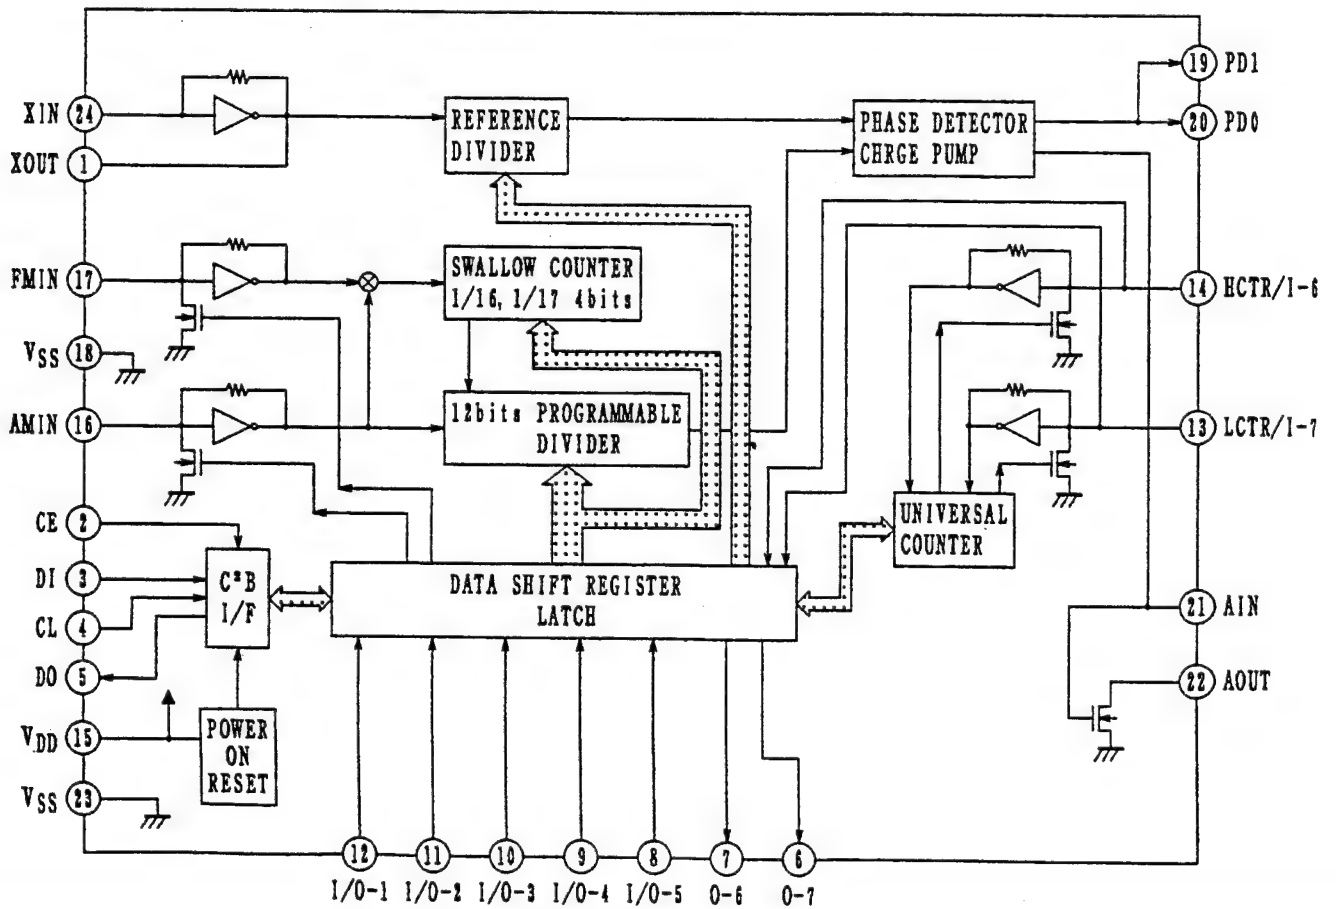 XIN 24
XOUT 1
FMIN 17
VSS 18
AMIN 16
CE 2
DI 3
CL 4
DO 5
VDD 15
VSS 23
REFERENCE
DIVIDER
SWALLOW COUNTER
1/16, 1/17 4bits
12bits PROGRAMMABLE
DIVIDER
C²B
I/F
POWER
ON
RESET
DATA SHIFT REGISTER
LATCH
PHASE DETECTOR
CHRGE PUMP
UNIVERSAL
COUNTER
19 PD1
20 PD0
14 HCTR/I-6
13 LCTR/I-7
21 AIN
22 AOUT
12 11 10 9 8 7 6
I/O-1 I/O-2 I/O-3 I/O-4 I/O-5 O-6 O-7